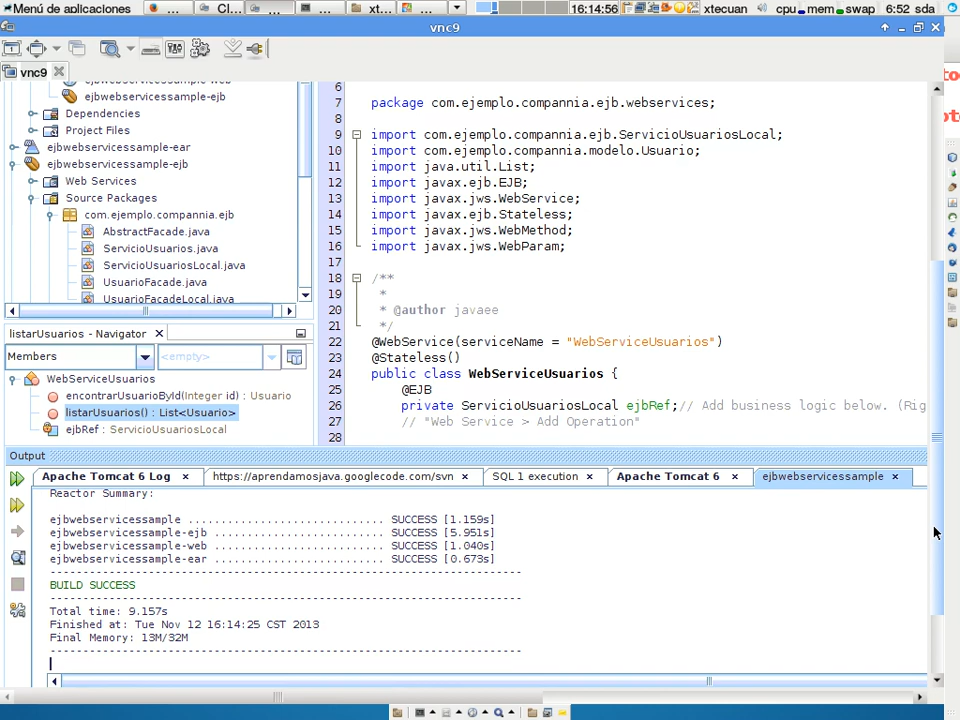 Menú de aplicaciones
...
Cl...
...
...
xt...
...
16:14:56
xtecuan
cpu
mem
swap
6:52 sda
vnc9
vnc9
ejbwebservicessample-ejb
Dependencies
Project Files
ejbwebservicessample-ear
ejbwebservicessample-ejb
Web Services
Source Packages
com.ejemplo.compannia.ejb
AbstractFacade.java
ServicioUsuarios.java
ServicioUsuariosLocal.java
UsuarioFacade.java
UsuarioFacadeLocal.java
listarUsuarios - Navigator
Members
<empty>
WebServiceUsuarios
encontrarUsuarioById(Integer id) : Usuario
listarUsuarios() : List<Usuario>
ejbRef : ServicioUsuariosLocal
6
7 package com.ejemplo.compannia.ejb.webservices;
8
9 import com.ejemplo.compannia.ejb.ServicioUsuariosLocal;
10 import com.ejemplo.compannia.modelo.Usuario;
11 import java.util.List;
12 import javax.ejb.EJB;
13 import javax.jws.WebService;
14 import javax.ejb.Stateless;
15 import javax.jws.WebMethod;
16 import javax.jws.WebParam;
17
18 /**
19 *
20 * @author javaee
21 */
22 @WebService(serviceName = "WebServiceUsuarios")
23 @Stateless()
24 public class WebServiceUsuarios {
25 @EJB
26 private ServicioUsuariosLocal ejbRef;// Add business logic below. (Rig
27 // "Web Service > Add Operation"
28
Output
Apache Tomcat 6 Log
https://aprendamosjava.googlecode.com/svn
SQL 1 execution
Apache Tomcat 6
ejbwebservicessample
Reactor Summary:
ejbwebservicessample .............................. SUCCESS [1.159s]
ejbwebservicessample-ejb .......................... SUCCESS [5.951s]
ejbwebservicessample-web .......................... SUCCESS [1.040s]
ejbwebservicessample-ear .......................... SUCCESS [0.673s]
------------------------------------------------------------------------
BUILD SUCCESS
------------------------------------------------------------------------
Total time: 9.157s
Finished at: Tue Nov 12 16:14:25 CST 2013
Final Memory: 13M/32M
------------------------------------------------------------------------